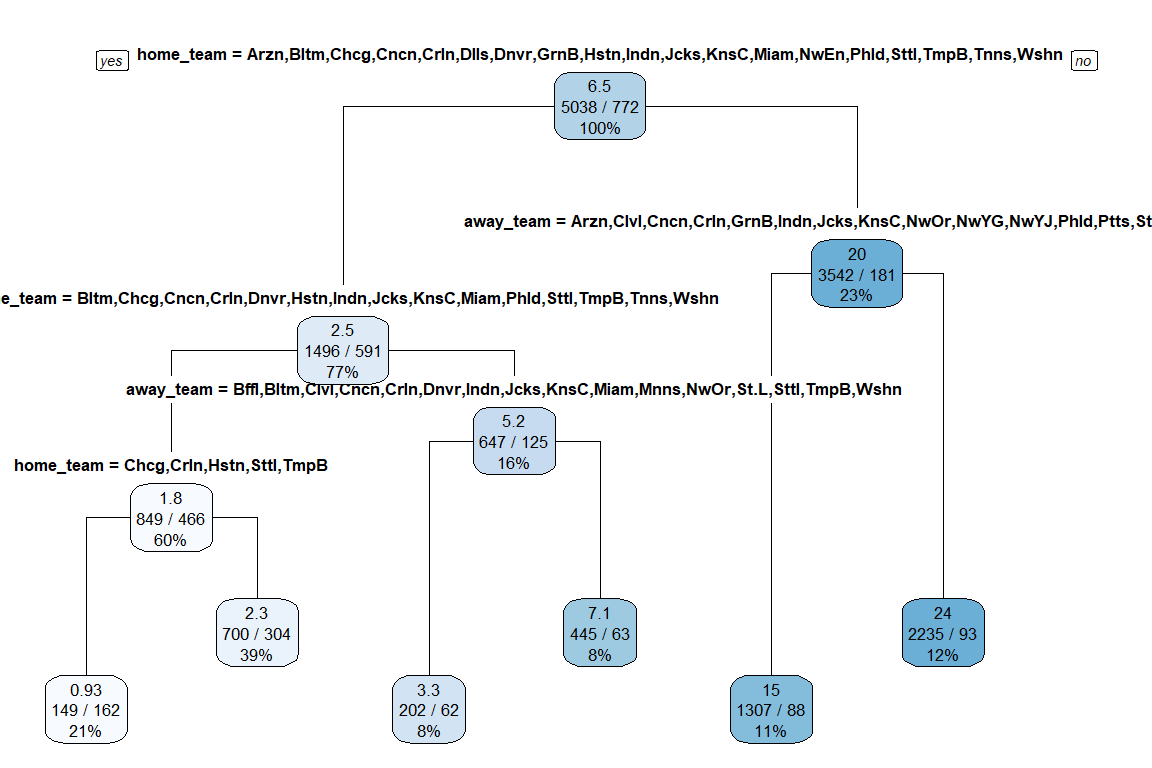 yes home_team = Arzn,Bltm,Chcg,Cncn,Crln,Dlls,Dnvr,GrnB,Hstn,Indn,Jcks,KnsC,Miam,NwEn,Phld,Sttl,TmpB,Tnns,Wshn no
6.5
5038 / 772
100%
away_team = Arzn,Clvl,Cncn,Crln,GrnB,Indn,Jcks,KnsC,NwOr,NwYG,NwYJ,Phld,Ptts,St
20
3542 / 181
23%
e_team = Bltm,Chcg,Cncn,Crln,Dnvr,Hstn,Indn,Jcks,KnsC,Miam,Phld,Sttl,TmpB,Tnns,Wshn
2.5
1496 / 591
77%
away_team = Bffl,Bltm,Clvl,Cncn,Crln,Dnvr,Indn,Jcks,KnsC,Miam,Mnns,NwOr,St.L,Sttl,TmpB,Wshn
5.2
647 / 125
16%
home_team = Chcg,Crln,Hstn,Sttl,TmpB
1.8
849 / 466
60%
2.3
700 / 304
39%
7.1
445 / 63
8%
24
2235 / 93
12%
0.93
149 / 162
21%
3.3
202 / 62
8%
15
1307 / 88
11%